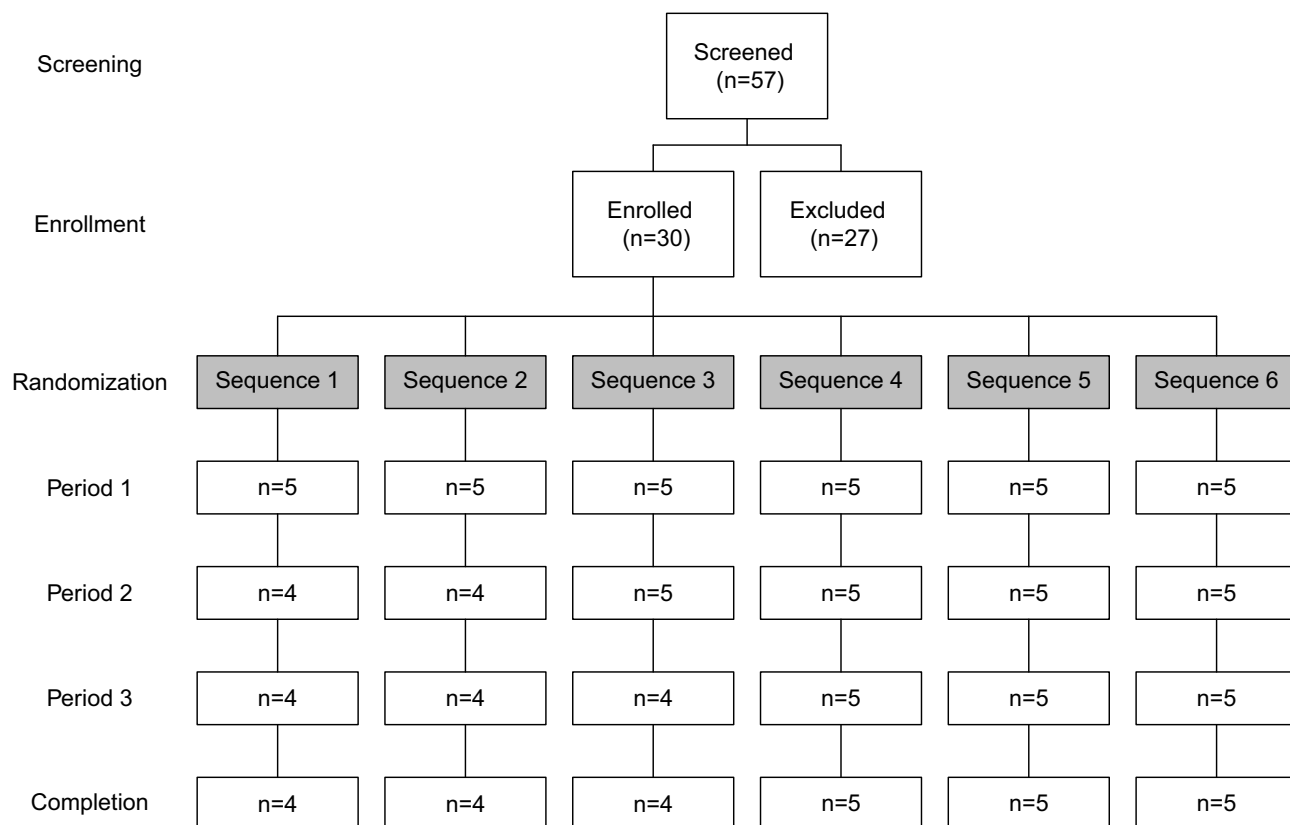 Screening
Screened
(n=57)
Enrollment
Enrolled
(n=30)
Excluded
(n=27)
Randomization
Sequence 1
Sequence 2
Sequence 3
Sequence 4
Sequence 5
Sequence 6
Period 1
n=5
n=5
n=5
n=5
n=5
n=5
Period 2
n=4
n=4
n=5
n=5
n=5
n=5
Period 3
n=4
n=4
n=4
n=5
n=5
n=5
Completion
n=4
n=4
n=4
n=5
n=5
n=5